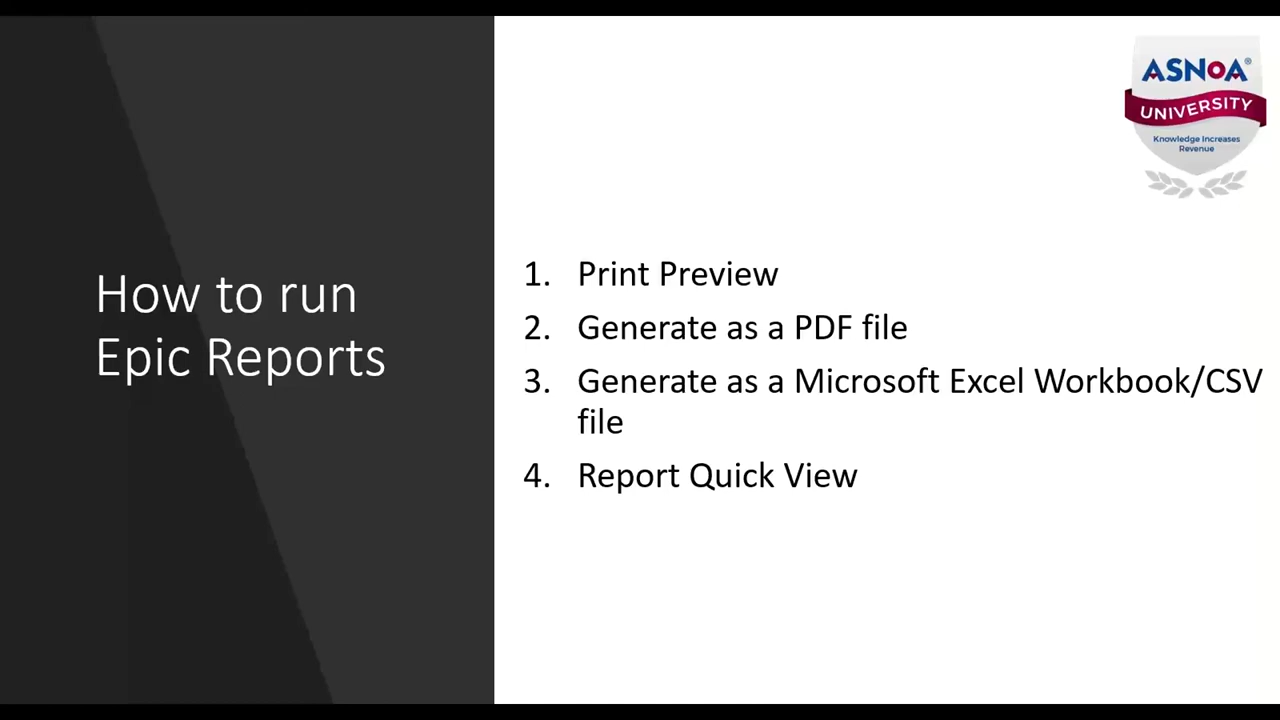 ASNOA®
UNIVERSITY
Knowledge Increases
Revenue
How to run
Epic Reports
1. Print Preview
2. Generate as a PDF file
3. Generate as a Microsoft Excel Workbook/CSV
file
4. Report Quick View